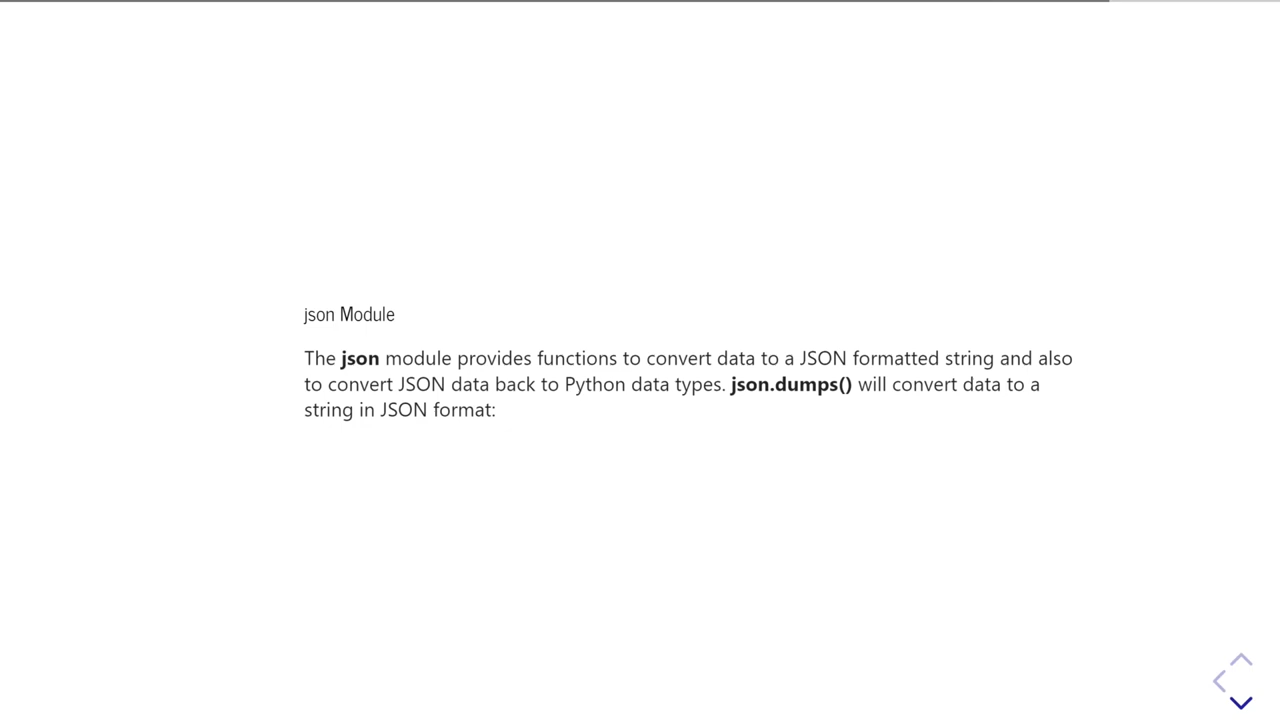 json Module
The json module provides functions to convert data to a JSON formatted string and also
to convert JSON data back to Python data types. json.dumps() will convert data to a
string in JSON format: